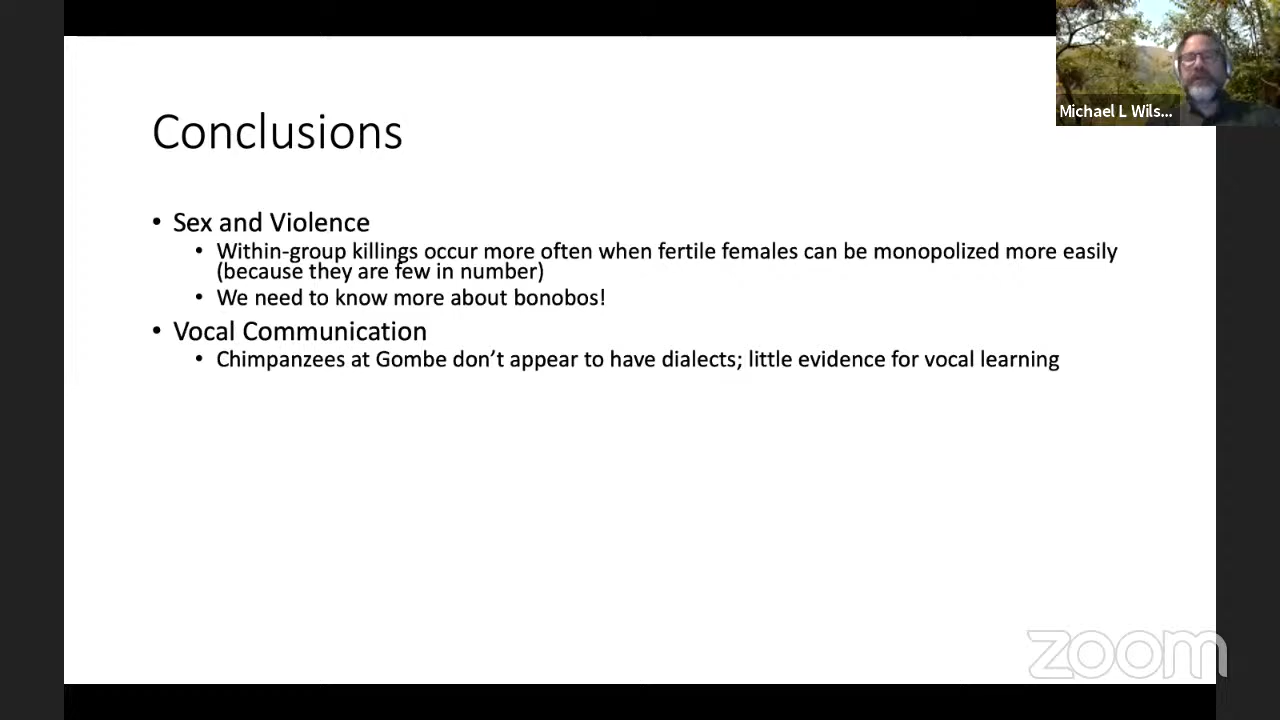 Michael L Wils...
Conclusions
• Sex and Violence
• Within-group killings occur more often when fertile females can be monopolized more easily
(because they are few in number)
• We need to know more about bonobos!
• Vocal Communication
• Chimpanzees at Gombe don’t appear to have dialects; little evidence for vocal learning
zoom